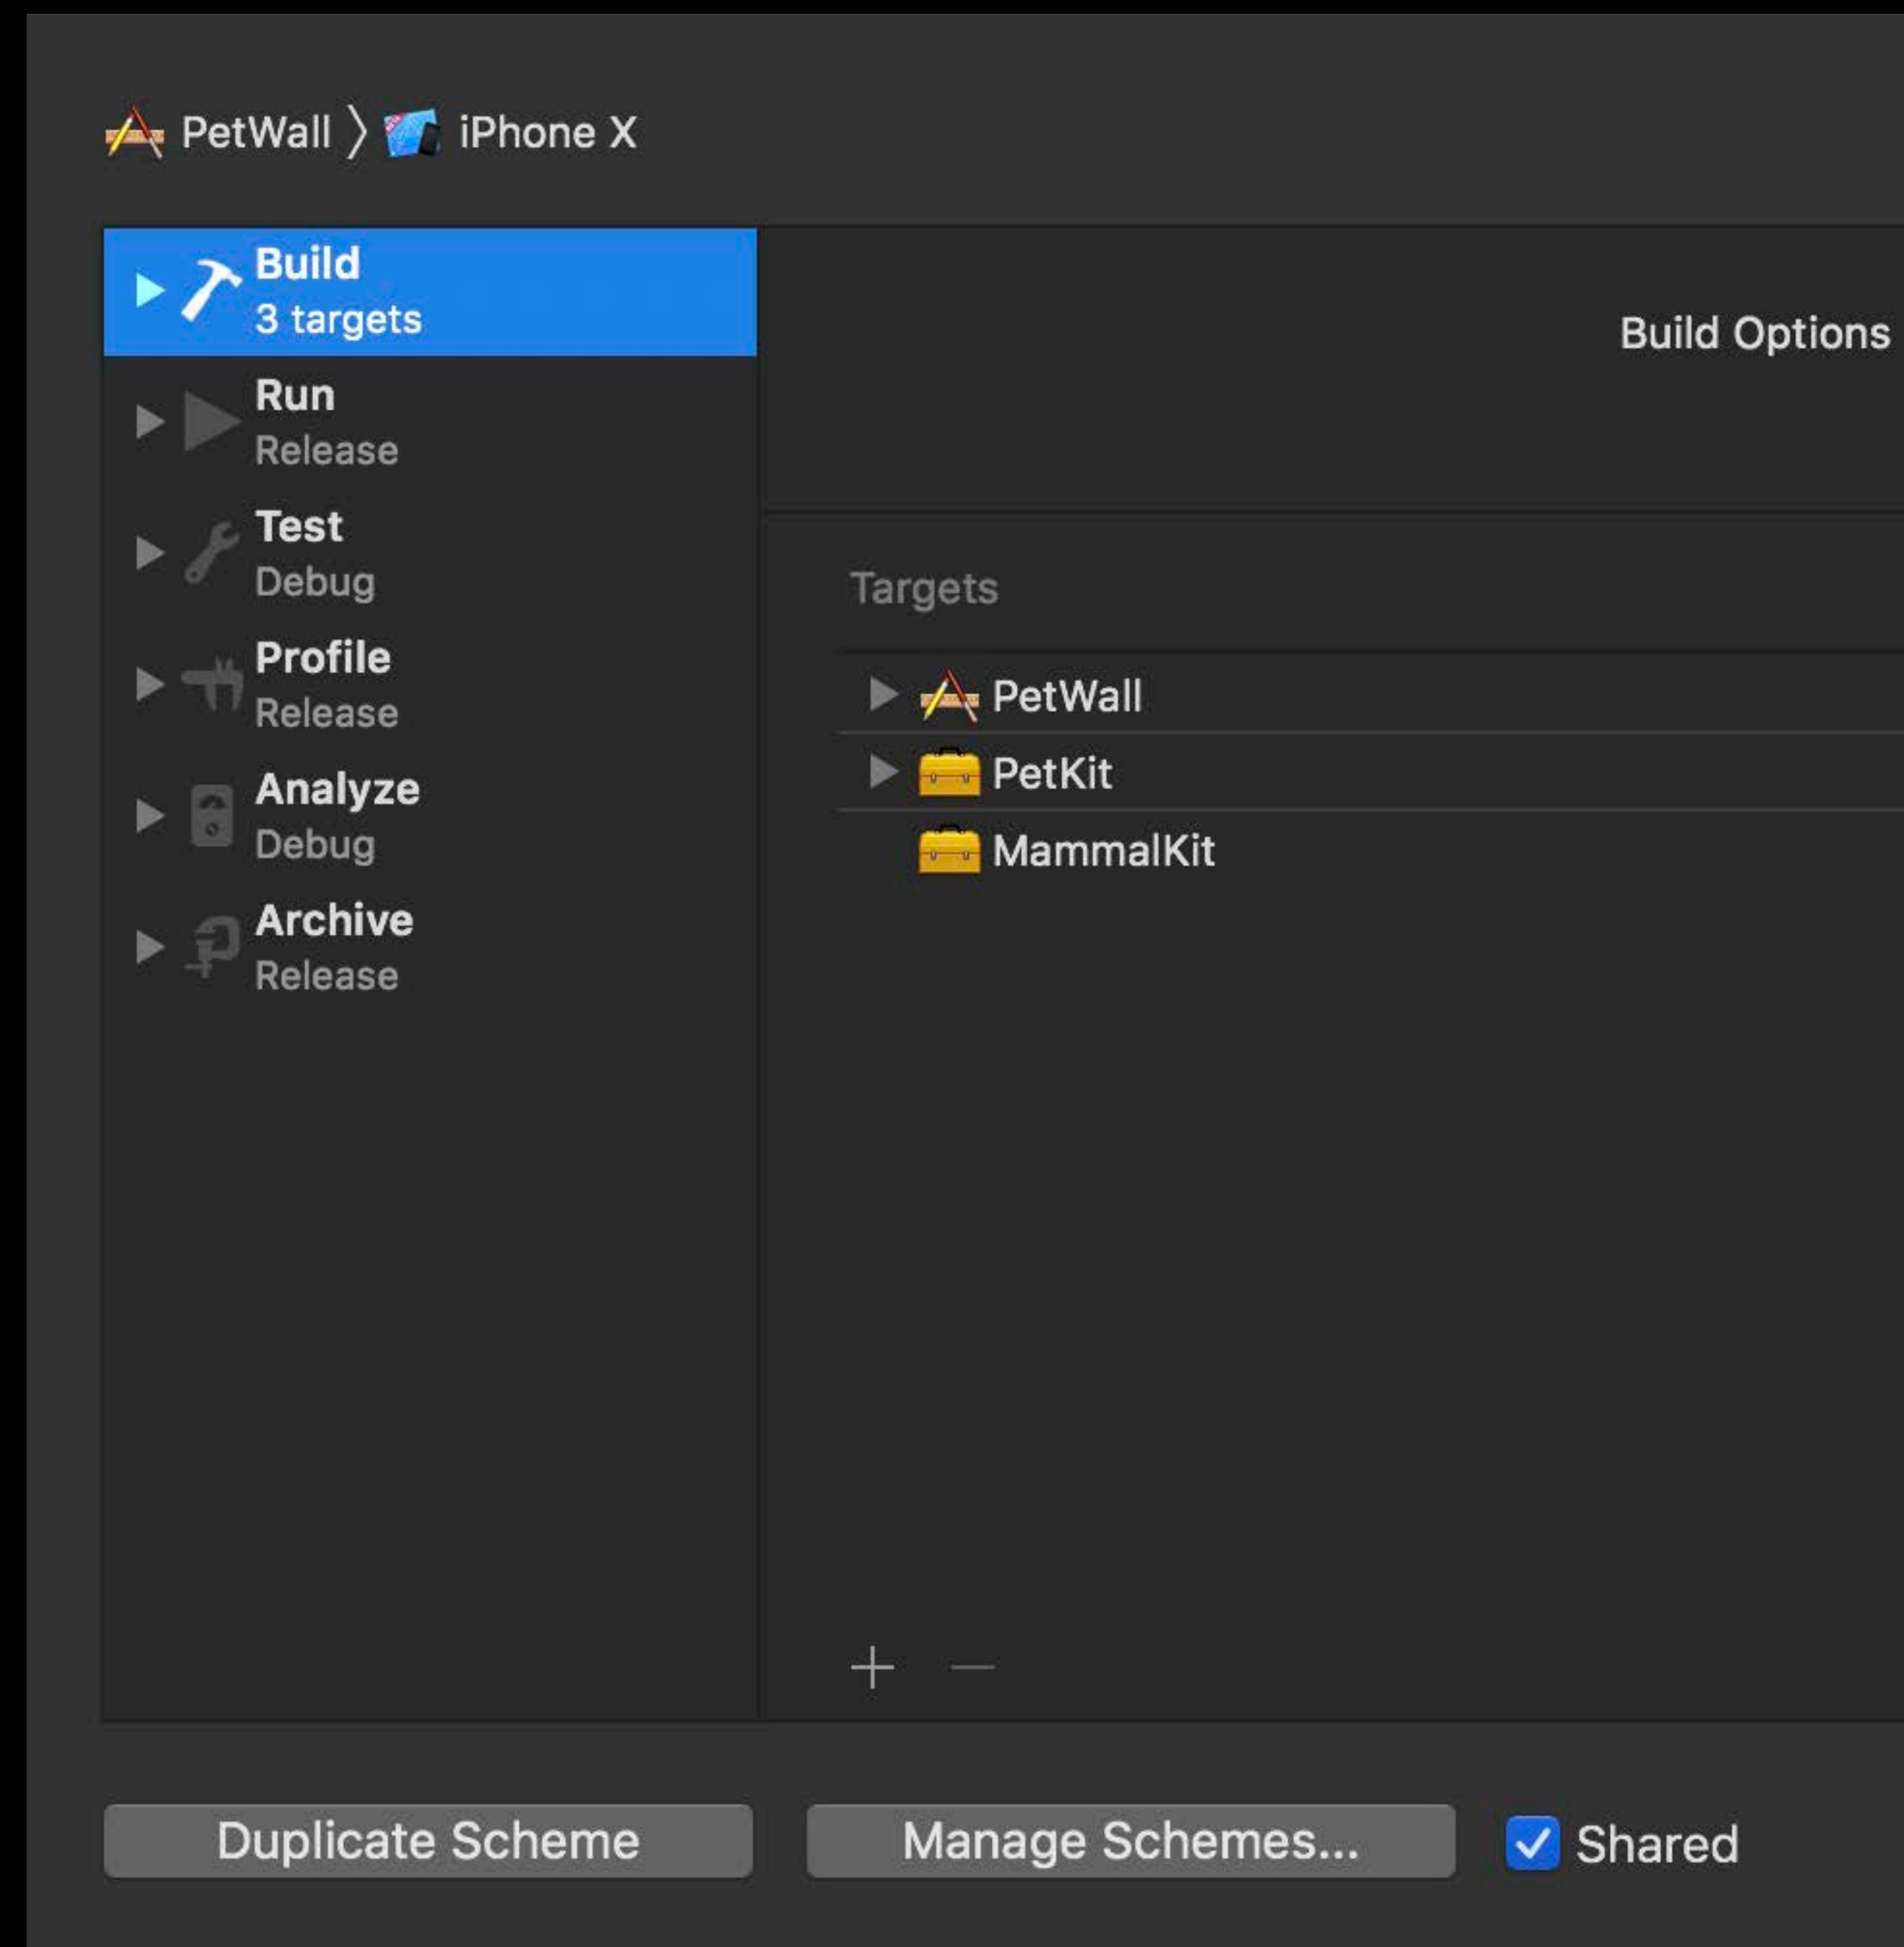 PetWall 〉 iPhone X
Build
3 targets
Run
Release
Test
Debug
Profile
Release
Analyze
Debug
Archive
Release
Build Options
Targets
PetWall
PetKit
MammalKit
Duplicate Scheme
Manage Schemes...
Shared